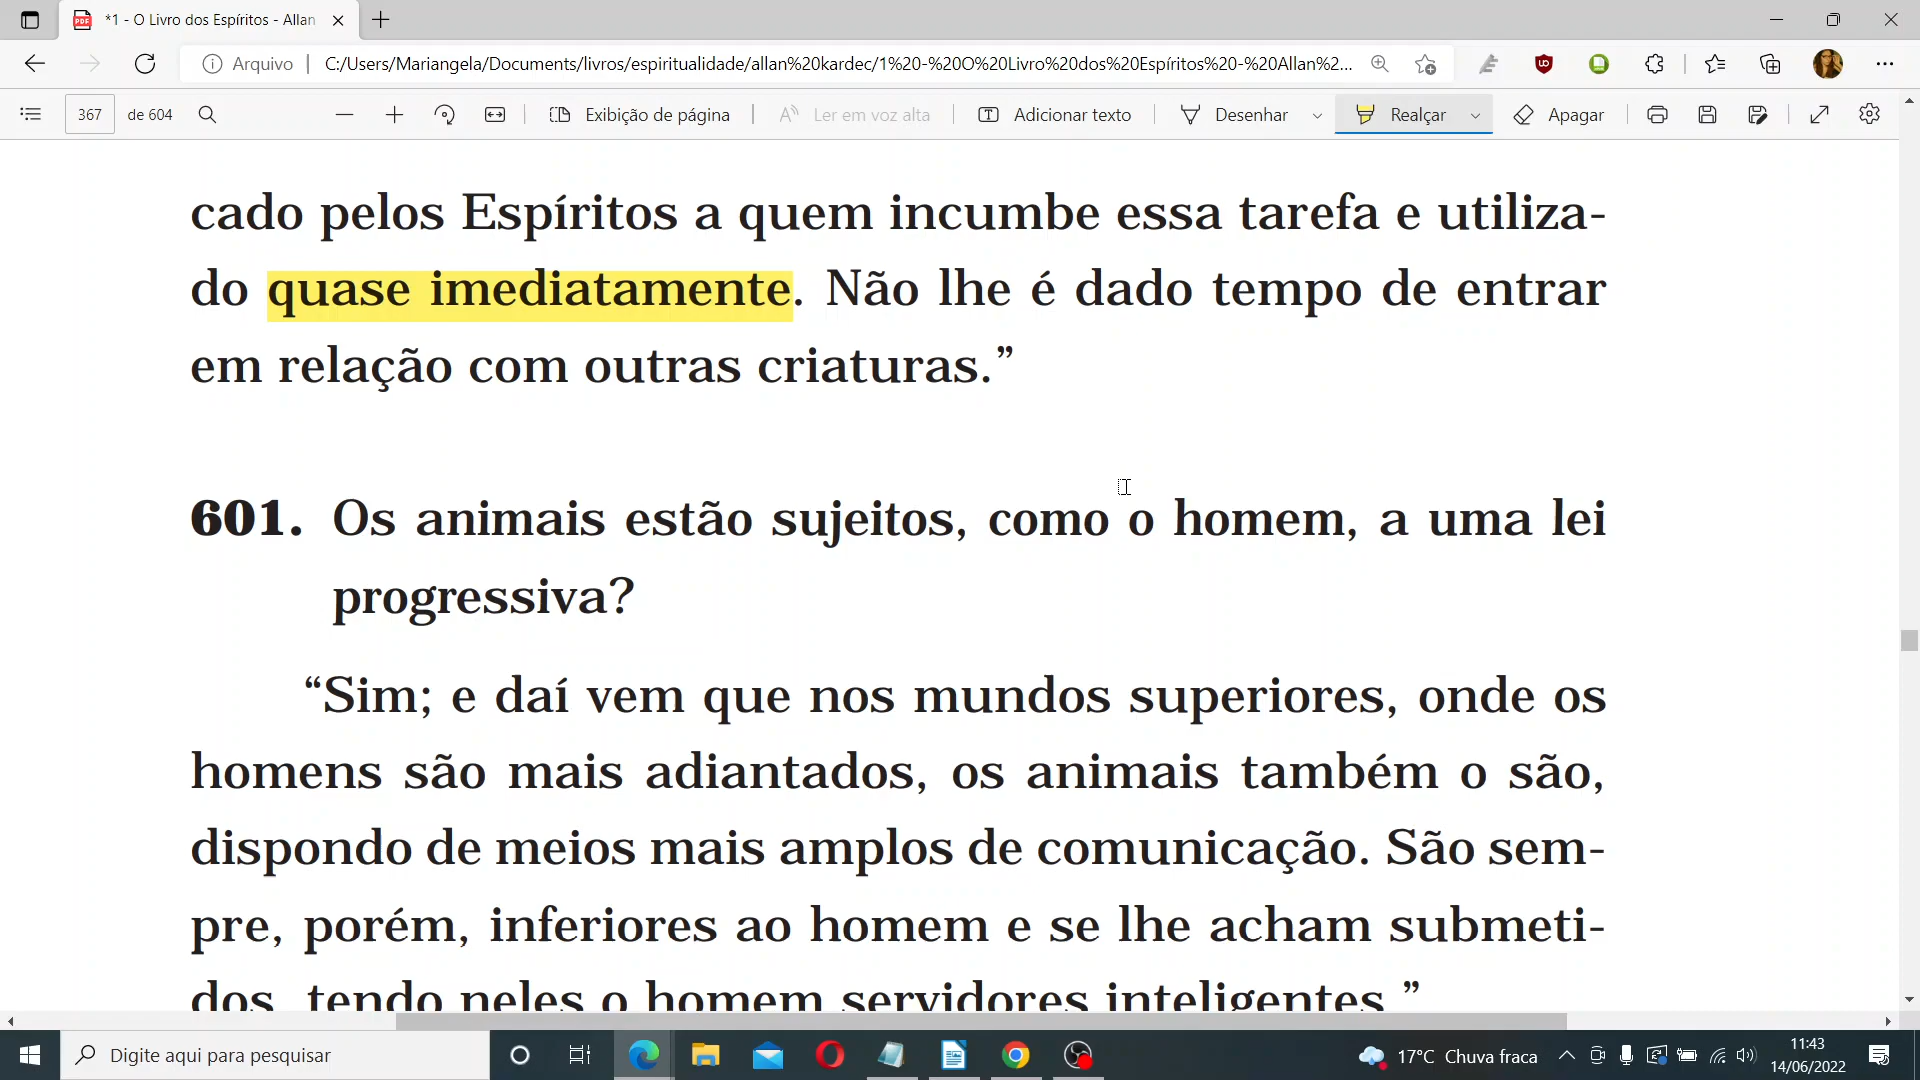 *1 - O Livro dos Espíritos - Allan
Arquivo
C:/Users/Mariangela/Documents/livros/espiritualidade/allan%20kardec/1%20-%20O%20Livro%20dos%20Espíritos%20-%20Allan%2...
367 de 604
Exibição de página
Ler em voz alta
Adicionar texto
Desenhar
Realçar
Apagar
cado pelos Espíritos a quem incumbe essa tarefa e utiliza-
do quase imediatamente. Não lhe é dado tempo de entrar
em relação com outras criaturas.”
601. Os animais estão sujeitos, como o homem, a uma lei
progressiva?
“Sim; e daí vem que nos mundos superiores, onde os
homens são mais adiantados, os animais também o são,
dispondo de meios mais amplos de comunicação. São sem-
pre, porém, inferiores ao homem e se lhe acham submeti-
dos, tendo neles o homem servidores inteligentes.”
Digite aqui para pesquisar
17°C Chuva fraca
11:43
14/06/2022